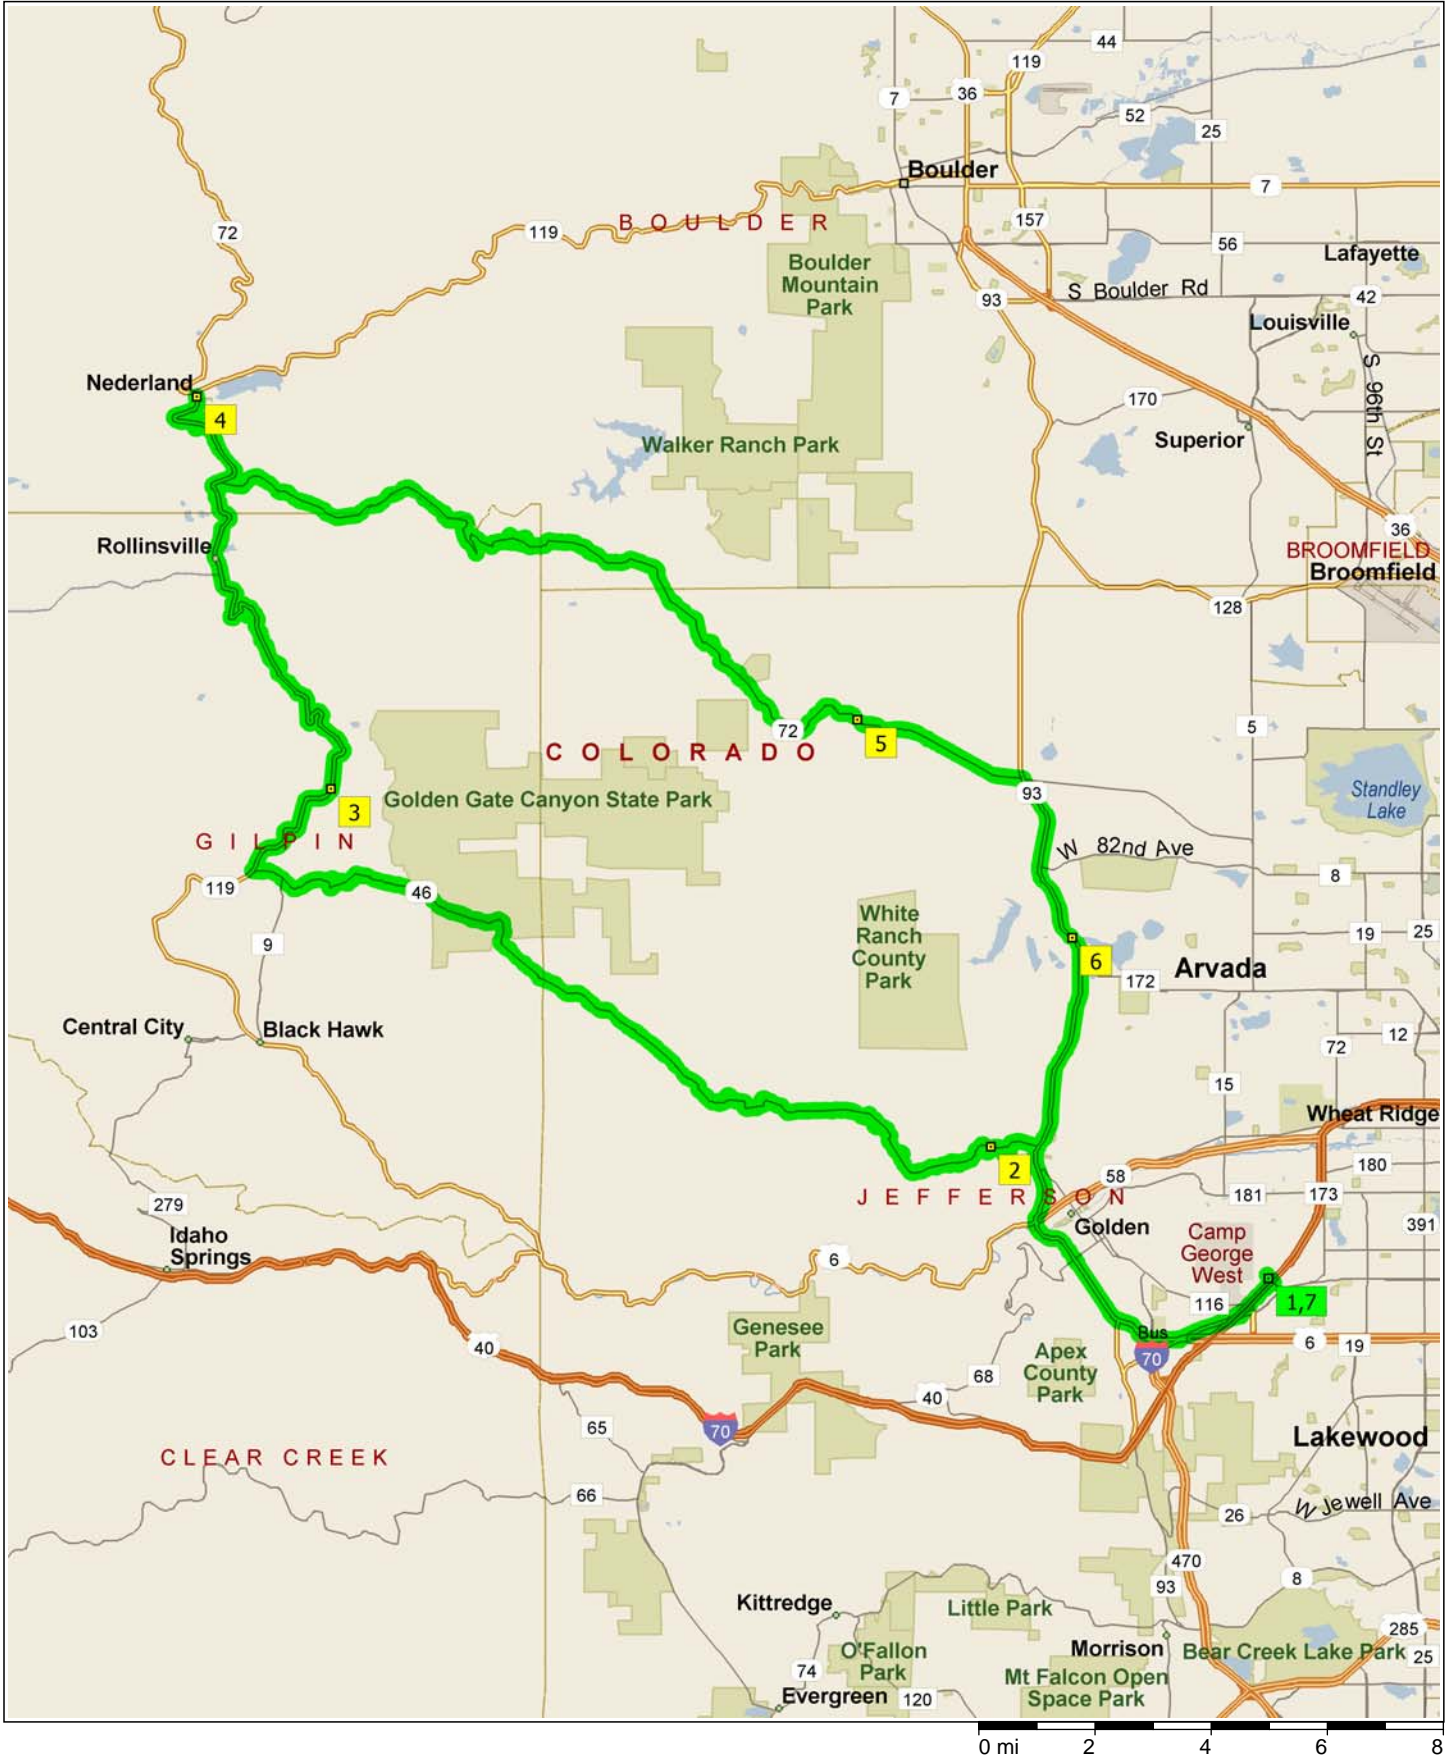 44
119
36
7
52
25
Boulder
7
BOULDER
157
72
119
56
Lafayette
Boulder
Mountain
Park
93
S Boulder Rd
42
Louisville
Nederland
4
S 96th St
170
Superior
Walker Ranch Park
36
Rollinsville
BROOMFIELD
Broomfield
128
72
5
5
COLORADO
93
Standley
Lake
Golden Gate Canyon State Park
3
GILPIN
W 82nd Ave
8
119
46
White
Ranch
County
Park
9
19
25
6
Arvada
172
Central City
Black Hawk
12
72
15
Wheat Ridge
2
58
180
JEFFERSON
181
173
279
Golden
391
Idaho
Springs
Camp
George
West
6
1,7
116
103
Genesee
Park
Bus
70
6
19
40
Apex
County
Park
68
40
65
70
Lakewood
CLEAR CREEK
66
W Jewell Ave
26
470
93
8
Kittredge
Little Park
285
O'Fallon
Park
Morrison
Bear Creek Lake Park
25
74
Mt Falcon Open
Space Park
Evergreen
120
0 mi 2 4 6 8